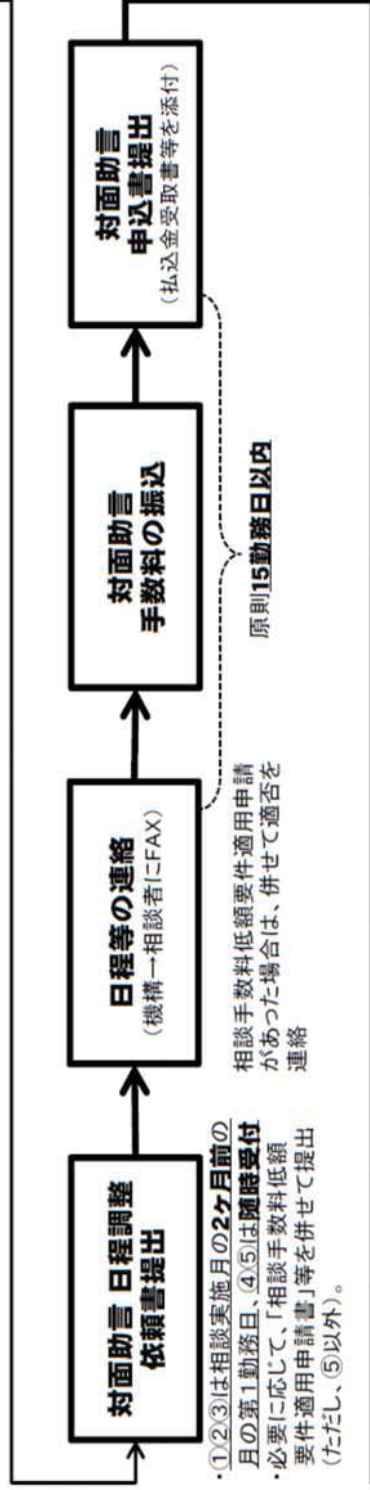 対面助言 日程調整
依頼書提出
・①②③は相談実施月の2ヶ月前の
月の第1勤務日、④⑤は随時受付
・必要に応じて、「相談手数料低額
要件適用申請書」等を併せて提出
(ただし、⑤以外)。
日程等の連絡
(機構→相談者にFAX)
相談手数料低額要件適用申請
があった場合は、併せて適否を
連絡
対面助言
手数料の振込
原則15勤務日以内
対面助言
申込書提出
(払込金受取書等を添付)